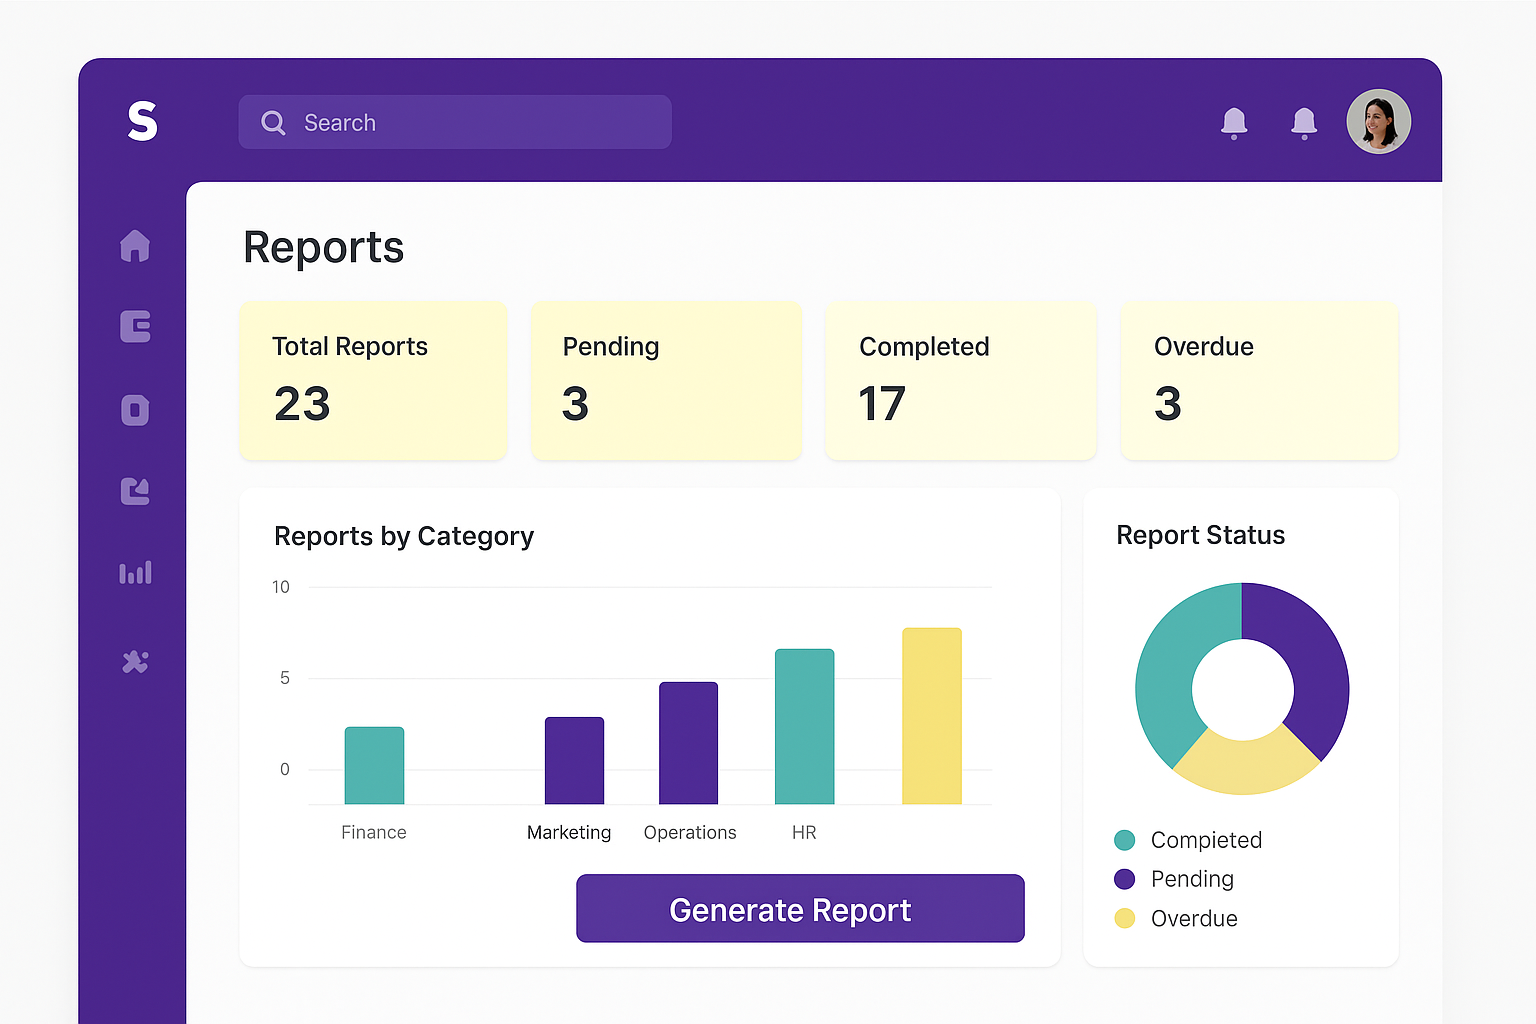 S
Search
Reports
Total Reports
23
Pending
3
Completed
17
Overdue
3
Reports by Category
10
5
0
Finance
Marketing
Operations
HR
Generate Report
Report Status
Compieted
Pending
Overdue